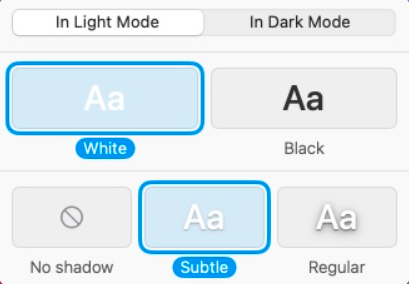 In Light Mode In Dark Mode
Aa Aa
White Black
Aa Aa
No shadow Subtle Regular